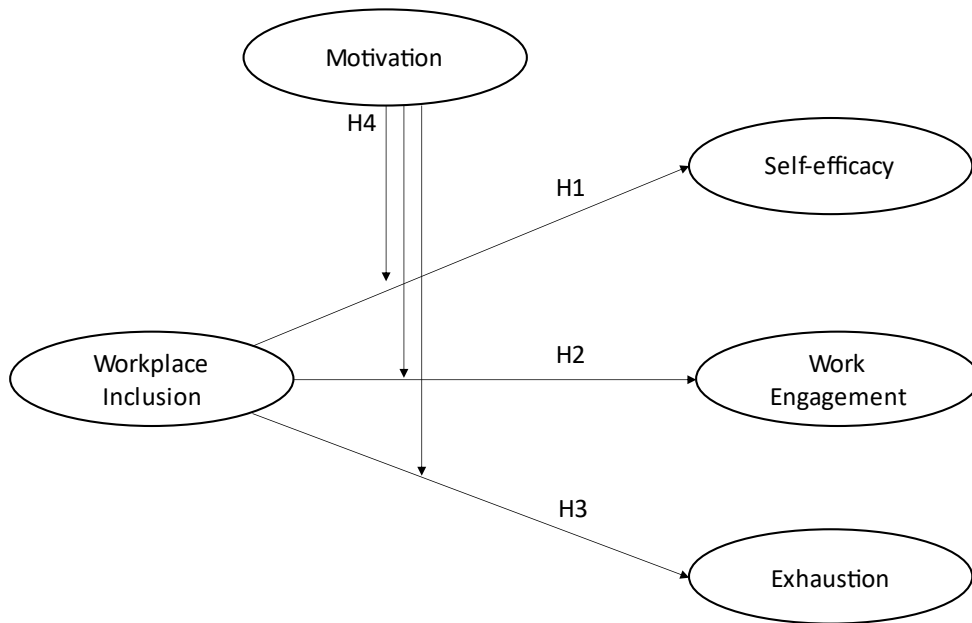 Motivation
H4
Self-efficacy
H1
Workplace
Inclusion
H2
Work
Engagement
H3
Exhaustion